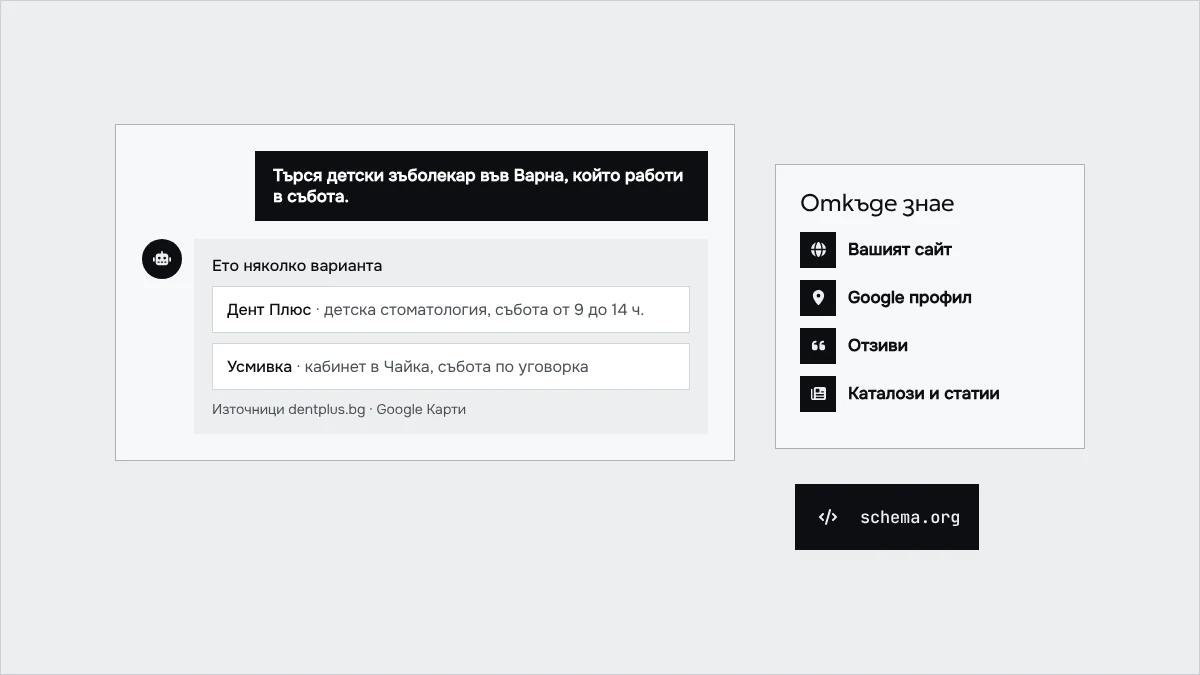 Търся детски зъболекар във Варна, който работи
в събота.
Ето няколко варианта
Дент Плюс · детска стоматология, събота от 9 до 14 ч.
Усмивка · кабинет в Чайка, събота по уговорка
Източници dentplus.bg · Google Карти
Откъде знае
Вашият сайт
Google профил
Отзиви
Каталози и статии
schema.org